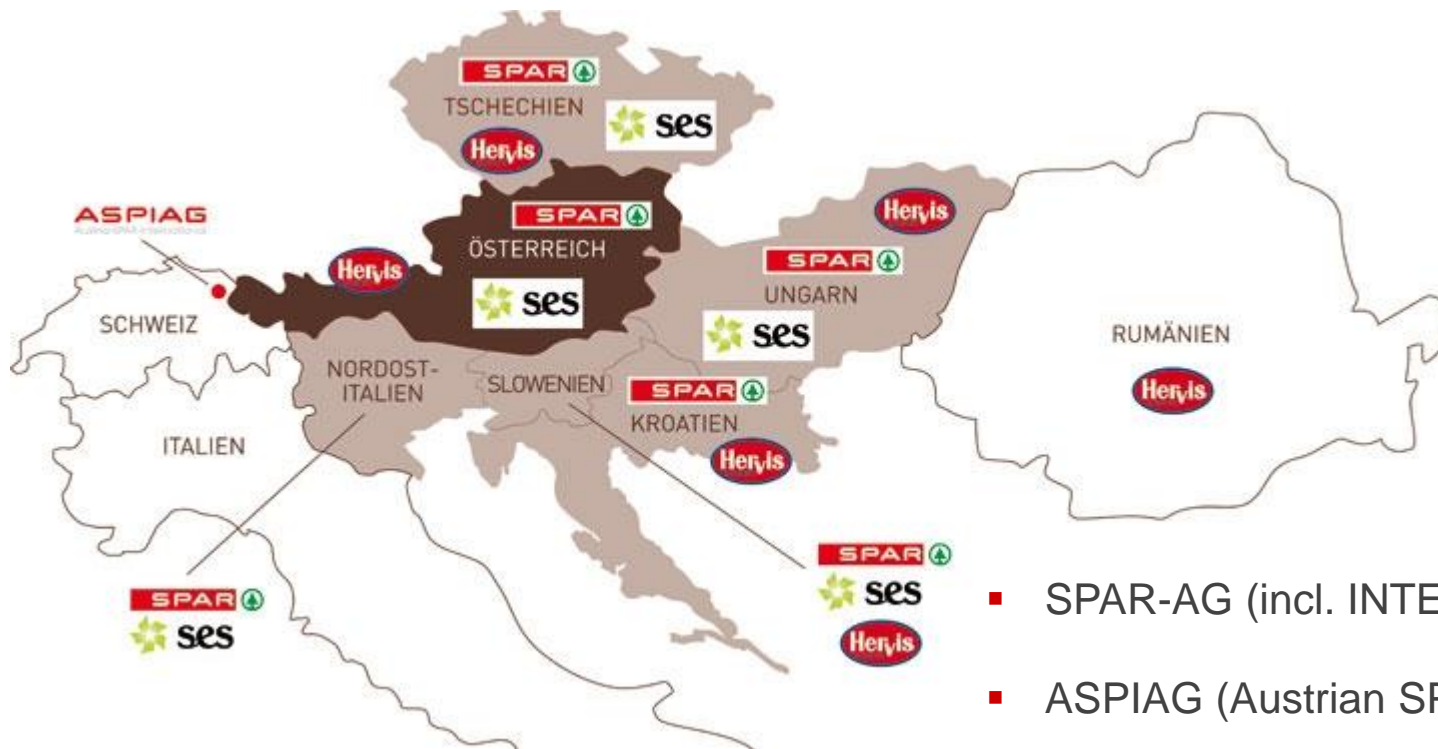 SPAR
TSCHECHIEN
ses
Hervis
ASPIAG
SPAR
ÖSTERREICH
Hervis
ses
Hervis
SPAR
UNGARN
ses
SCHWEIZ
NORDOST-
ITALIEN
SLOWENIEN
SPAR
KROATIEN
Hervis
RUMÄNIEN
Hervis
ITALIEN
SPAR
ses
SPAR
ses
Hervis
▪ SPAR-AG (incl. INTE
▪ ASPIAG (Austrian SP